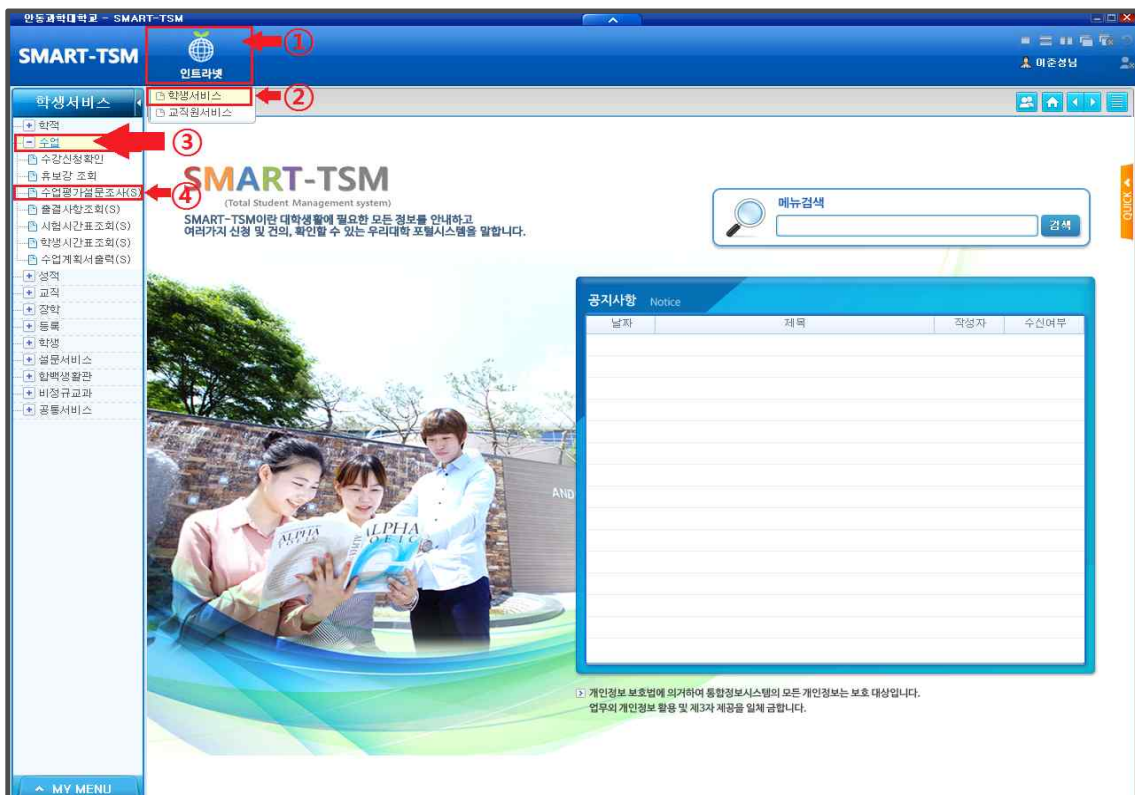 안동과학대학교 - SMART-TSM
SMART-TSM
인트라넷
①
이준성님
학생서비스
학생서비스
②
교직원서비스
학적
수업
③
수강신청확인
휴보강 조회
수업평가설문조사(S)
④
출결사항조회(S)
시험시간표조회(S)
학생시간표조회(S)
수업계획서출력(S)
성적
교직
장학
등록
학생
설문서비스
함백생활관
비정규교과
공통서비스
SMART-TSM
(Total Student Management system)
SMART-TSM이란 대학생활에 필요한 모든 정보를 안내하고
여러가지 신청 및 건의, 확인할 수 있는 우리대학 포털시스템을 말합니다.
메뉴검색
검색
QUICK
공지사항 Notice
날짜 제목 작성자 수신여부
AND
ALPHA
ALPHA
개인정보 보호법에 의거하여 통합정보시스템의 모든 개인정보는 보호 대상입니다.
업무외 개인정보 활용 및 제3자 제공을 일체 금합니다.
MY MENU